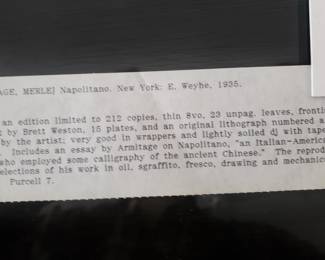 AGE, MERLE] Napolitano. New York: E. Weyhe, 1935.
an edition limited to 212 copies, thin 8vo, 23 unpag. leaves, fronti
t by Brett Weston, 15 plates, and an original lithograph numbered a
by the artist; very good in wrappers and lightly soiled dj with tape
. Includes an essay by Armitage on Napolitano, "an Italian-America
who employed some calligraphy of the ancient Chinese." The reprod
elections of his work in oil, sgraffito, fresco, drawing and mechanic
Purcell 7.